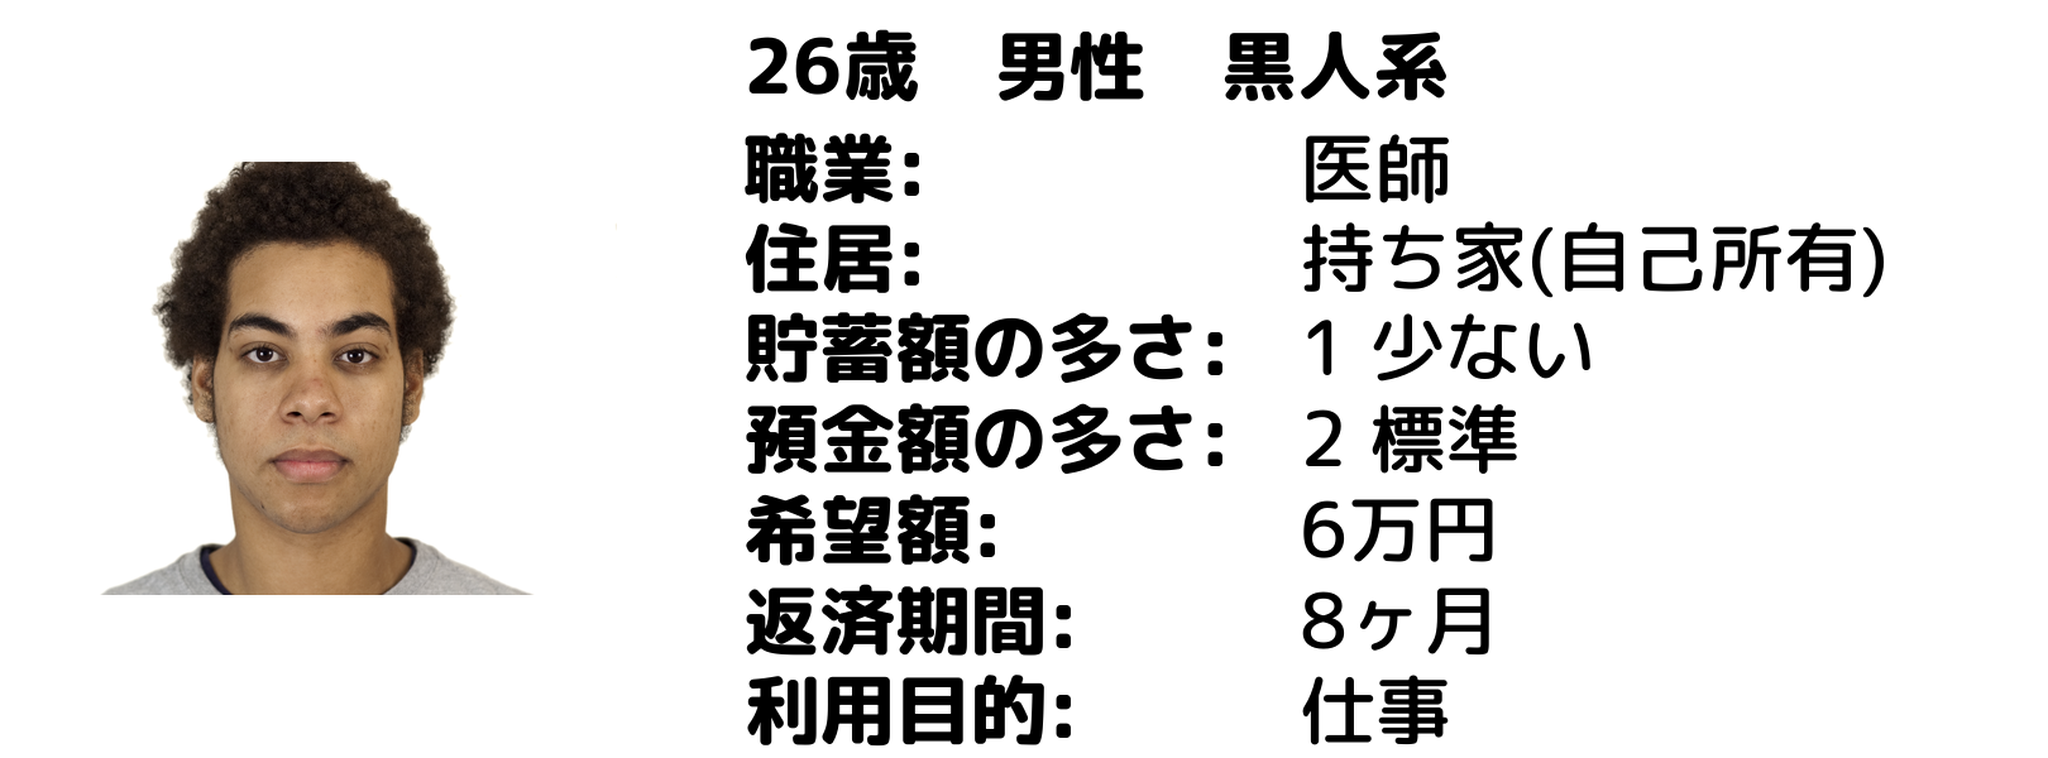 26歳　男性　黒人系
職業: 医師
住居: 持ち家(自己所有)
貯蓄額の多さ: 1 少ない
預金額の多さ: 2 標準
希望額: 6万円
返済期間: 8ヶ月
利用目的: 仕事